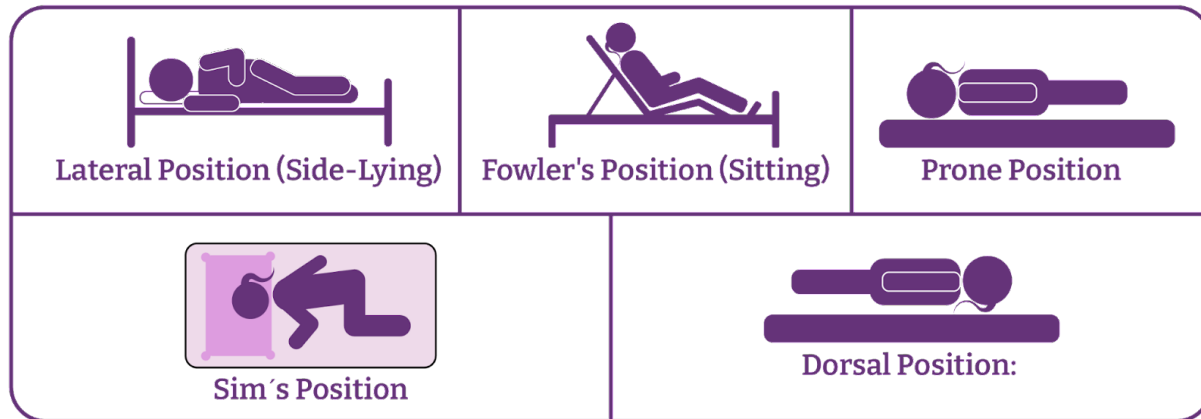 Lateral Position (Side-Lying)
Fowler's Position (Sitting)
Prone Position
Sim´s Position
Dorsal Position: